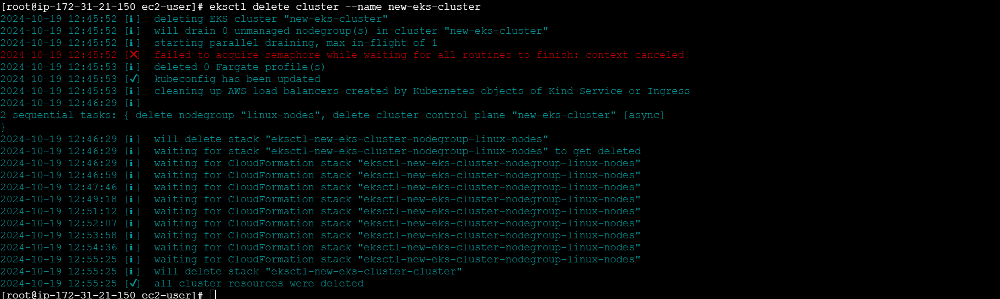 [root@ip-172-31-21-150 ec2-user]# eksctl delete cluster --name new-eks-cluster
2024-10-19 12:45:52 [ℹ]  deleting EKS cluster "new-eks-cluster"
2024-10-19 12:45:52 [ℹ]  will drain 0 unmanaged nodegroup(s) in cluster "new-eks-cluster"
2024-10-19 12:45:52 [ℹ]  starting parallel draining, max in-flight of 1
2024-10-19 12:45:52 [✖]  failed to acquire semaphore while waiting for all routines to finish: context canceled
2024-10-19 12:45:53 [ℹ]  deleted 0 Fargate profile(s)
2024-10-19 12:45:53 [✔]  kubeconfig has been updated
2024-10-19 12:45:53 [ℹ]  cleaning up AWS load balancers created by Kubernetes objects of Kind Service or Ingress
2024-10-19 12:46:29 [ℹ]
2 sequential tasks: { delete nodegroup "linux-nodes", delete cluster control plane "new-eks-cluster" [async]
}
2024-10-19 12:46:29 [ℹ]  will delete stack "eksctl-new-eks-cluster-nodegroup-linux-nodes"
2024-10-19 12:46:29 [ℹ]  waiting for stack "eksctl-new-eks-cluster-nodegroup-linux-nodes" to get deleted
2024-10-19 12:46:29 [ℹ]  waiting for CloudFormation stack "eksctl-new-eks-cluster-nodegroup-linux-nodes"
2024-10-19 12:46:59 [ℹ]  waiting for CloudFormation stack "eksctl-new-eks-cluster-nodegroup-linux-nodes"
2024-10-19 12:47:46 [ℹ]  waiting for CloudFormation stack "eksctl-new-eks-cluster-nodegroup-linux-nodes"
2024-10-19 12:49:18 [ℹ]  waiting for CloudFormation stack "eksctl-new-eks-cluster-nodegroup-linux-nodes"
2024-10-19 12:51:12 [ℹ]  waiting for CloudFormation stack "eksctl-new-eks-cluster-nodegroup-linux-nodes"
2024-10-19 12:52:07 [ℹ]  waiting for CloudFormation stack "eksctl-new-eks-cluster-nodegroup-linux-nodes"
2024-10-19 12:53:58 [ℹ]  waiting for CloudFormation stack "eksctl-new-eks-cluster-nodegroup-linux-nodes"
2024-10-19 12:54:36 [ℹ]  waiting for CloudFormation stack "eksctl-new-eks-cluster-nodegroup-linux-nodes"
2024-10-19 12:55:25 [ℹ]  waiting for CloudFormation stack "eksctl-new-eks-cluster-nodegroup-linux-nodes"
2024-10-19 12:55:25 [ℹ]  will delete stack "eksctl-new-eks-cluster-cluster"
2024-10-19 12:55:25 [✔]  all cluster resources were deleted
[root@ip-172-31-21-150 ec2-user]#